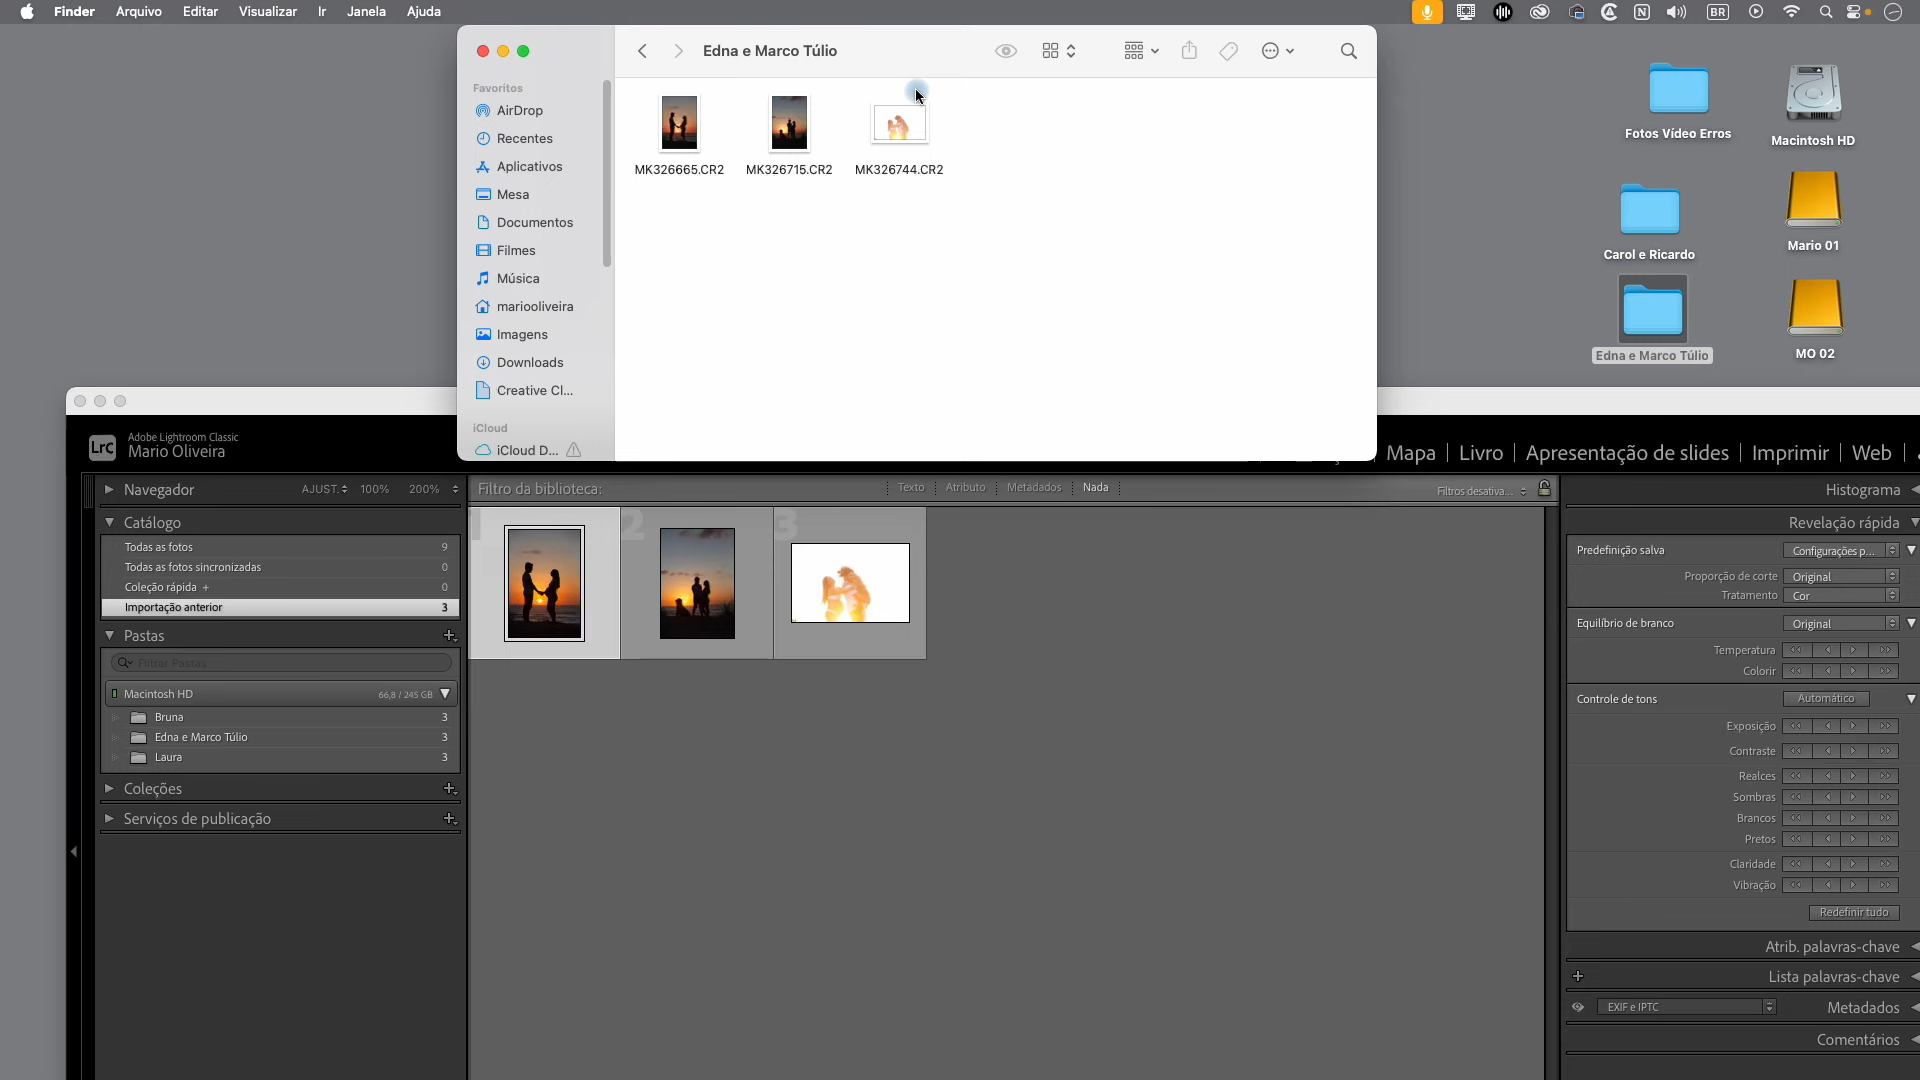 Finder Arquivo Editar Visualizar Ir Janela Ajuda
BR
Edna e Marco Túlio
Favoritos
AirDrop
Recentes
Aplicativos
Mesa
Documentos
Filmes
Música
mariooliveira
Imagens
Downloads
Creative Cl...
iCloud
iCloud D...
MK326665.CR2 MK326715.CR2 MK326744.CR2
Fotos Vídeo Erros
Macintosh HD
Carol e Ricardo
Mario 01
Edna e Marco Túlio
MO 02
Lrc
Adobe Lightroom Classic
Mario Oliveira
Mapa Livro Apresentação de slides Imprimir Web
Navegador AJUST. 100% 200%
Catálogo
Todas as fotos 9
Todas as fotos sincronizadas 0
Coleção rápida + 0
Importação anterior 3
Pastas
Filtrar Pastas
Macintosh HD 66,8 / 245 GB
Bruna 3
Edna e Marco Túlio 3
Laura 3
Coleções
Serviços de publicação
Filtro da biblioteca: Texto Atributo Metadados Nada Filtros desativa...
1 2 3
Histograma
Revelação rápida
Predefinição salva Configurações p...
Proporção de corte Original
Tratamento Cor
Equilíbrio de branco Original
Temperatura
Colorir
Controle de tons Automático
Exposição
Contraste
Realces
Sombras
Brancos
Pretos
Claridade
Vibração
Redefinir tudo
Atrib. palavras-chave
Lista palavras-chave
EXIF e IPTC Metadados
Comentários